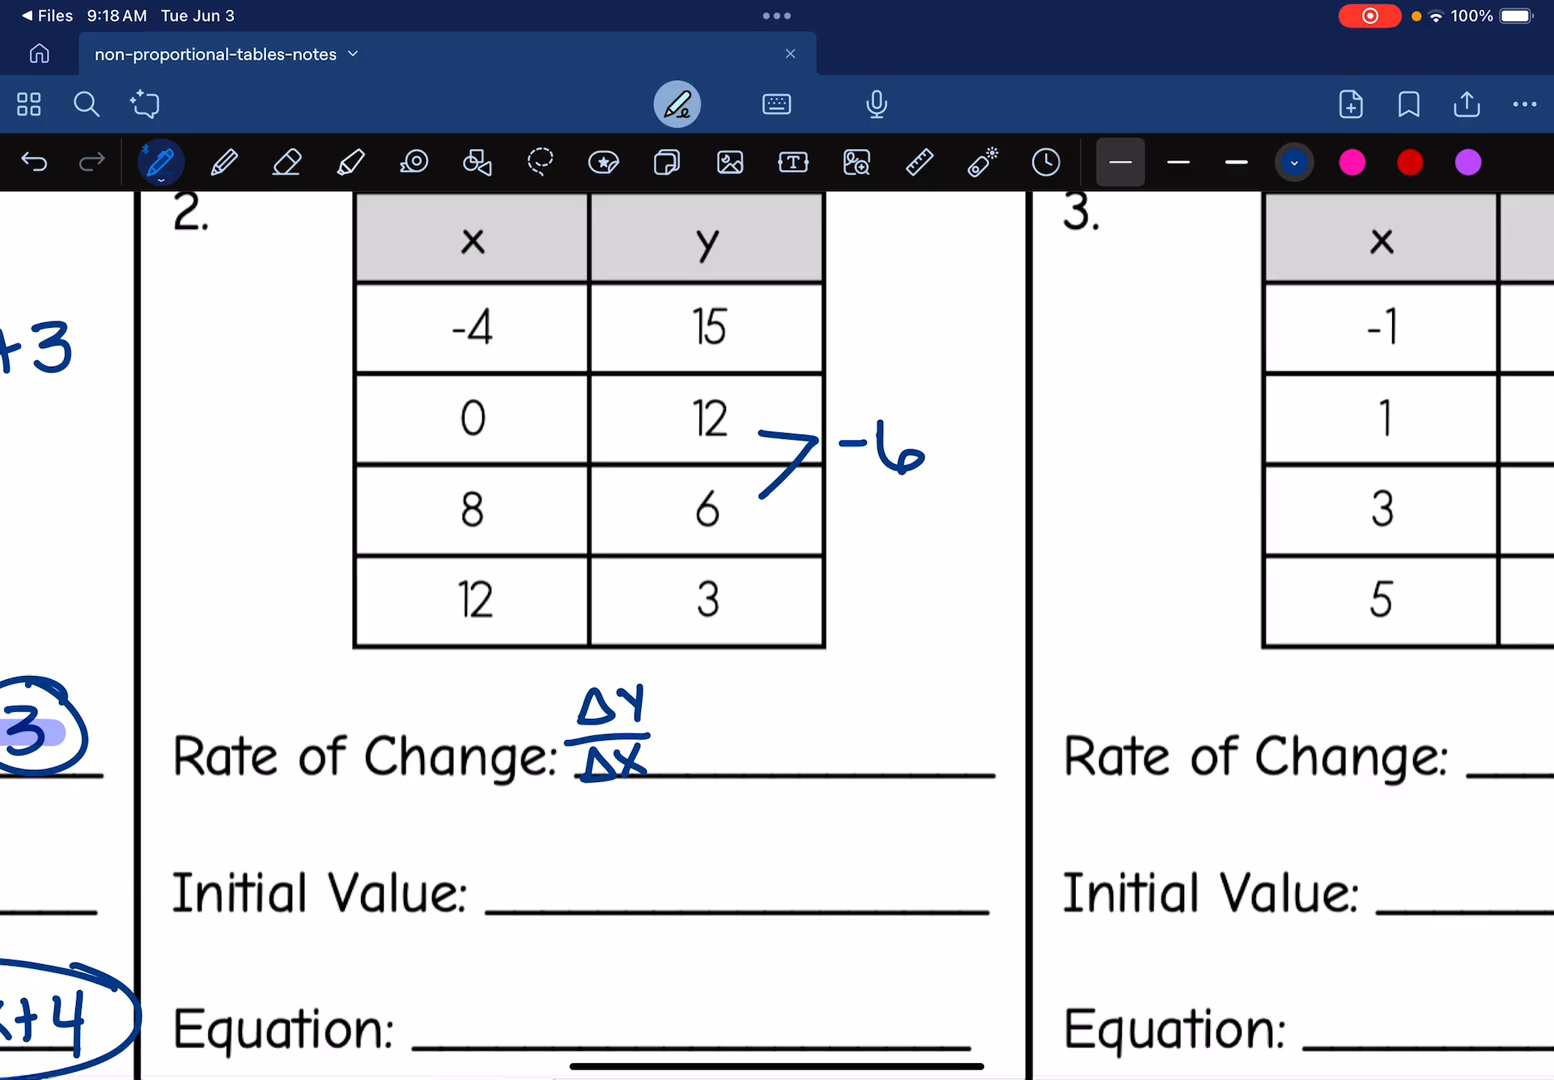 Files 9:18 AM Tue Jun 3 100%
non-proportional-tables-notes
2. 3.
x y x
-4 15 -1
0 12 1
8 6 3
12 3 5
+3
-6
3
ΔY
ΔX
Rate of Change: Rate of Change:
Initial Value: Initial Value:
x+4
Equation: Equation: